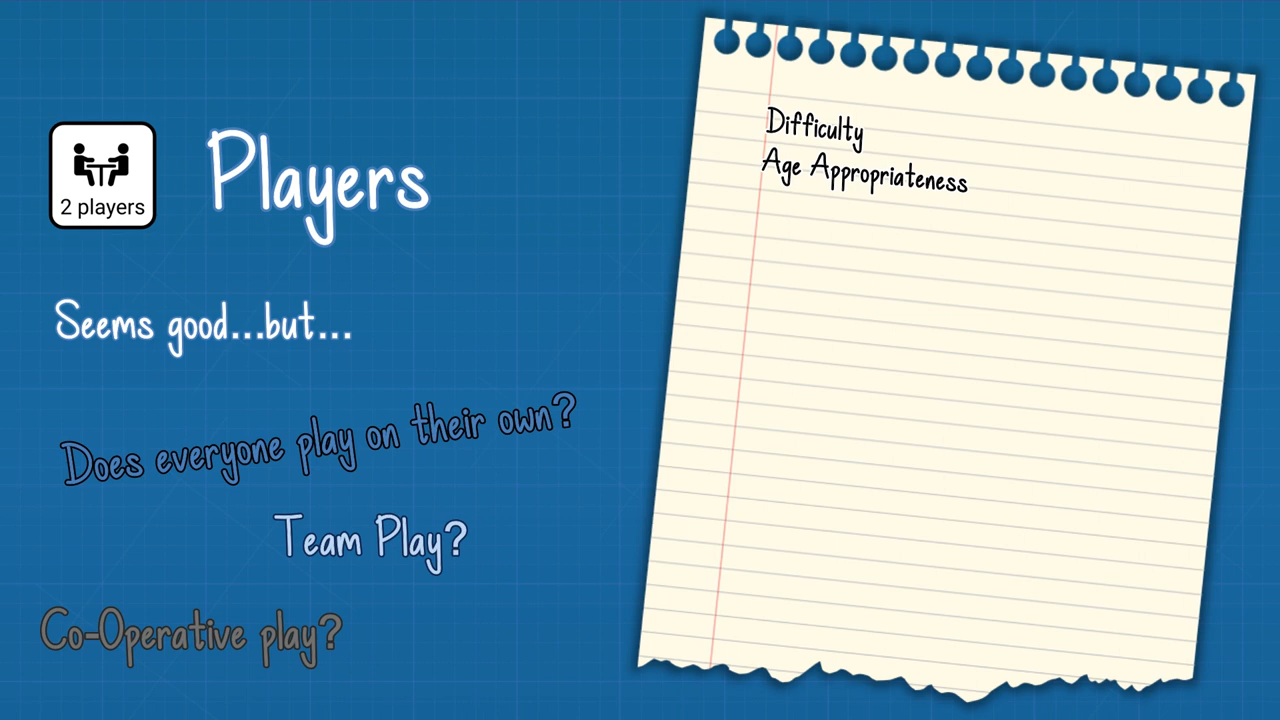 2 players
Players
Seems good...but...
Does everyone play on their own?
Team Play?
Co-Operative play?
Difficulty
Age Appropriateness